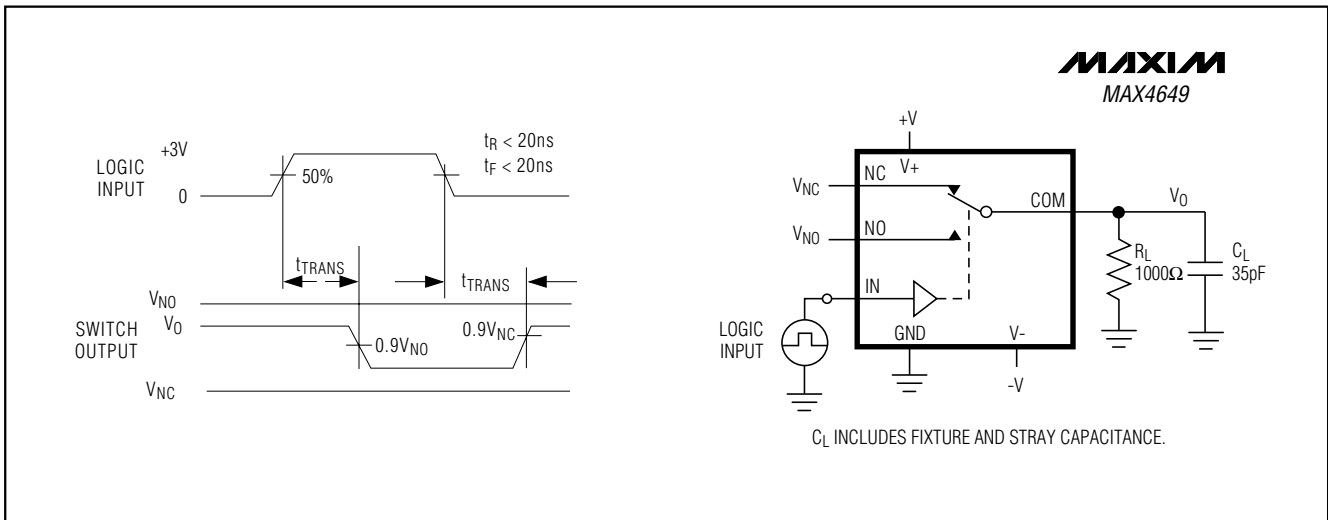 MAXIM
MAX4649
LOGIC
INPUT
+3V
0
50%
tR < 20ns
tF < 20ns
tTRANS
tTRANS
VNO
SWITCH
OUTPUT
VO
0.9VNO
0.9VNC
VNC
+V
V+
VNC
NC
COM
VO
VNO
NO
RL
1000Ω
CL
35pF
IN
LOGIC
INPUT
GND
V-
-V
CL INCLUDES FIXTURE AND STRAY CAPACITANCE.